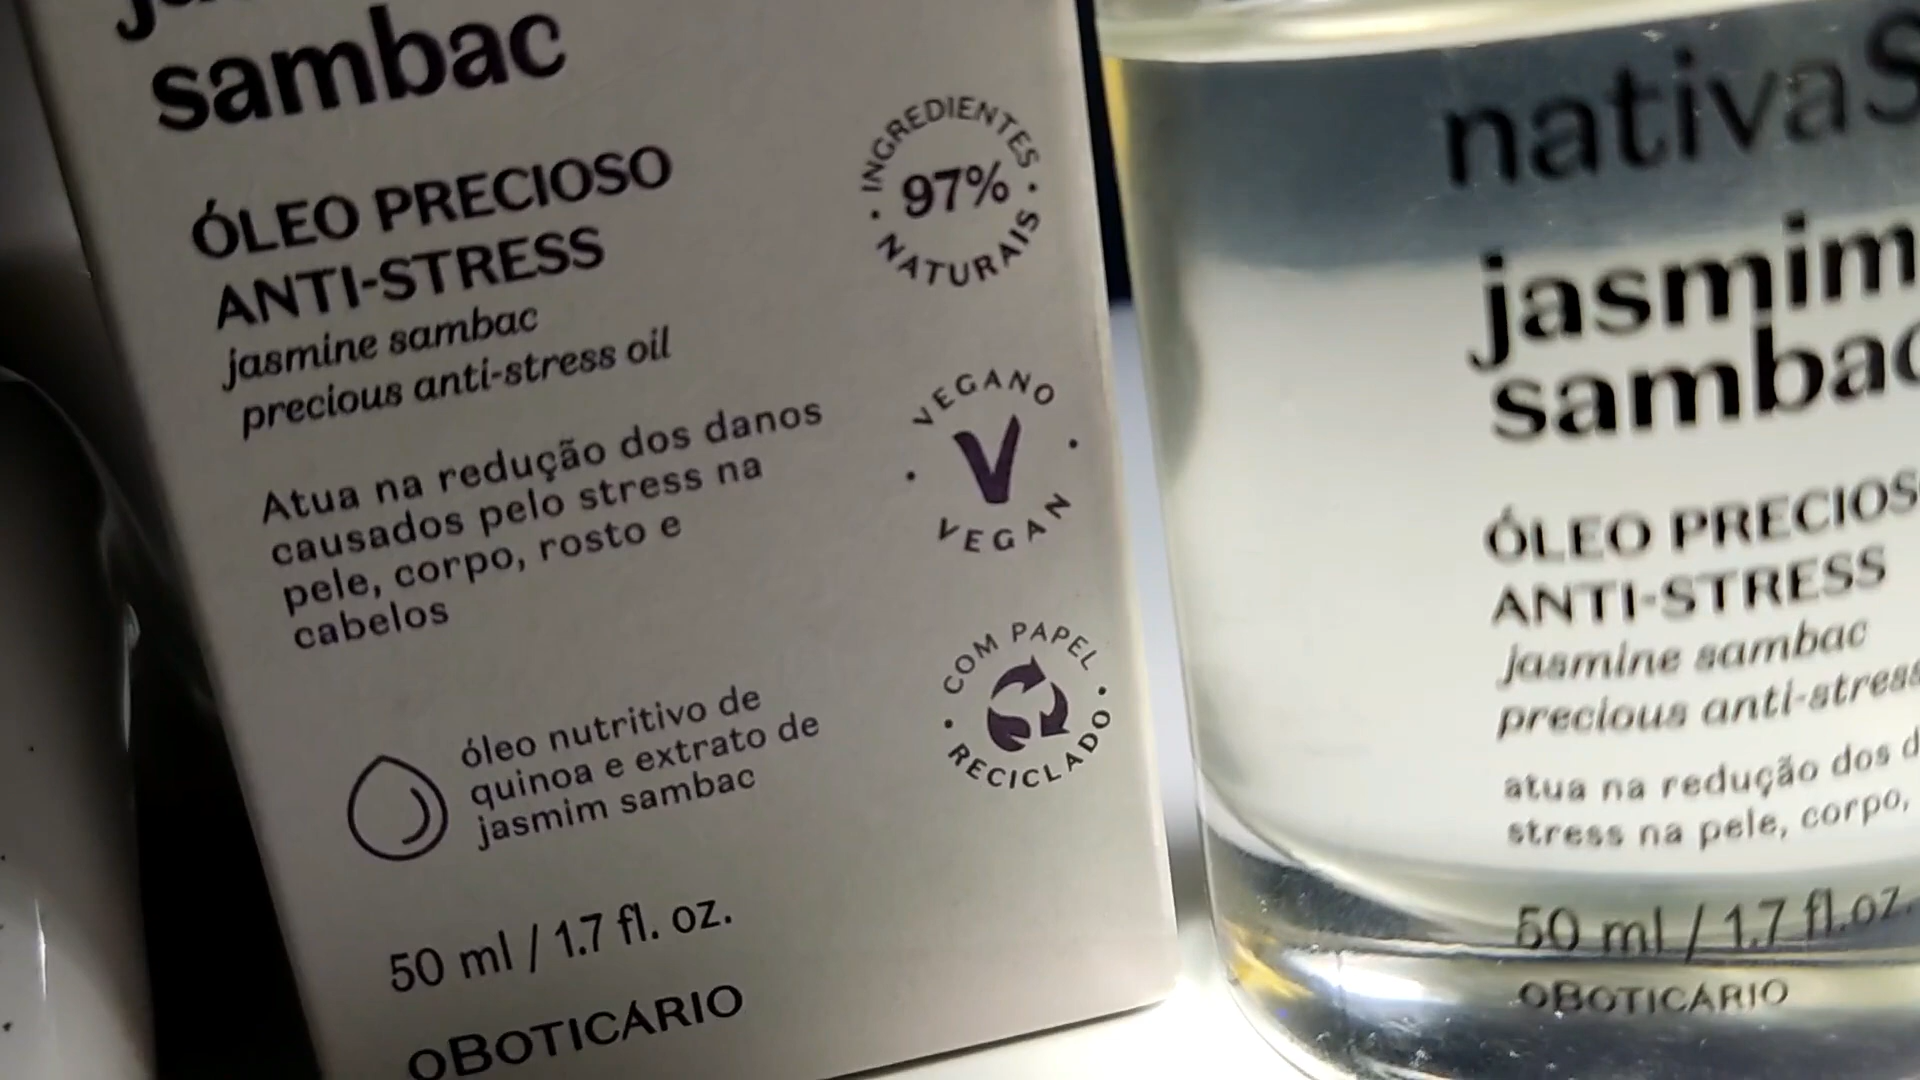 sambac
ÓLEO PRECIOSO
ANTI-STRESS
jasmine sambac
precious anti-stress oil
Atua na redução dos danos
causados pelo stress na
pele, corpo, rosto e
cabelos
óleo nutritivo de
quinoa e extrato de
jasmim sambac
50 ml / 1.7 fl. oz.
oBOTICÁRIO
INGREDIENTES
97%
NATURAIS
VEGANO
V
VEGAN
COM PAPEL
RECICLADO
nativaS
jasmim
sambac
ÓLEO PRECIOS
ANTI-STRESS
jasmine sambac
precious anti-stress
atua na redução dos d
stress na pele, corpo,
50 ml / 1.7 fl.oz.
oBOTICÁRIO